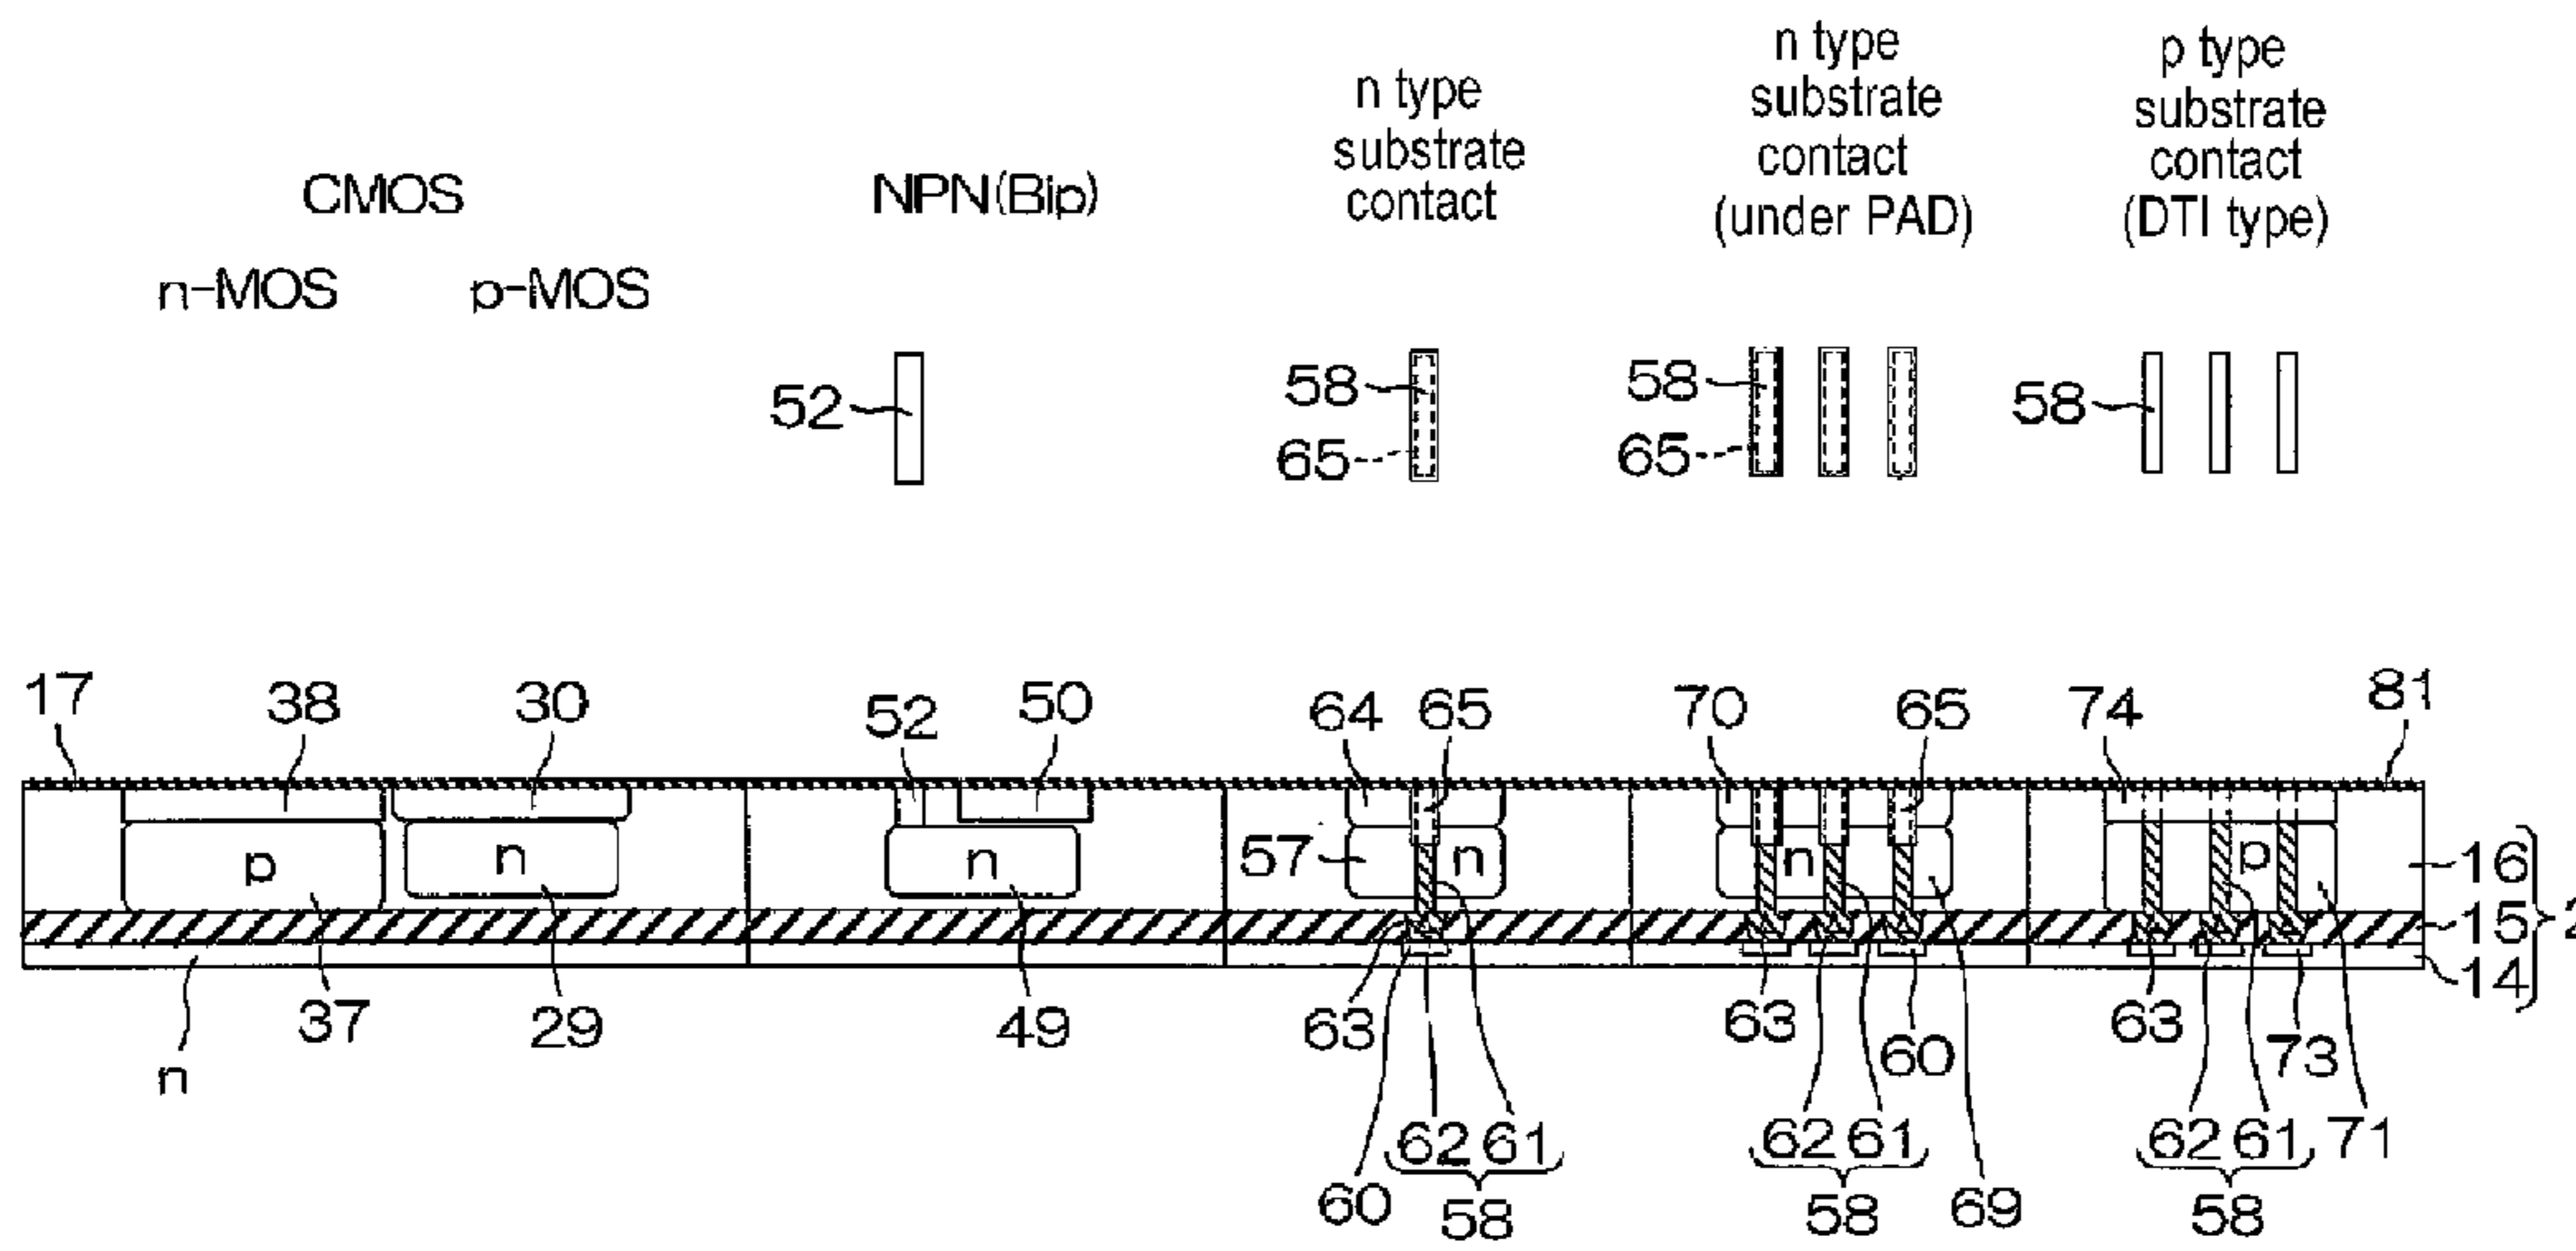 CMOS
n-MOS
p-MOS
NPN(Bip)
n type
substrate
contact
n type
substrate
contact
(under PAD)
p type
substrate
contact
(DTI type)
52
58
65
58
65
58
17
38
30
52
50
64
65
70
65
74
81
p
n
n
57
n
n
p
16
15
14
2
n
37
29
49
63
60
62 61
58
63
62 61
58
60
69
63
62 61
58
73
71